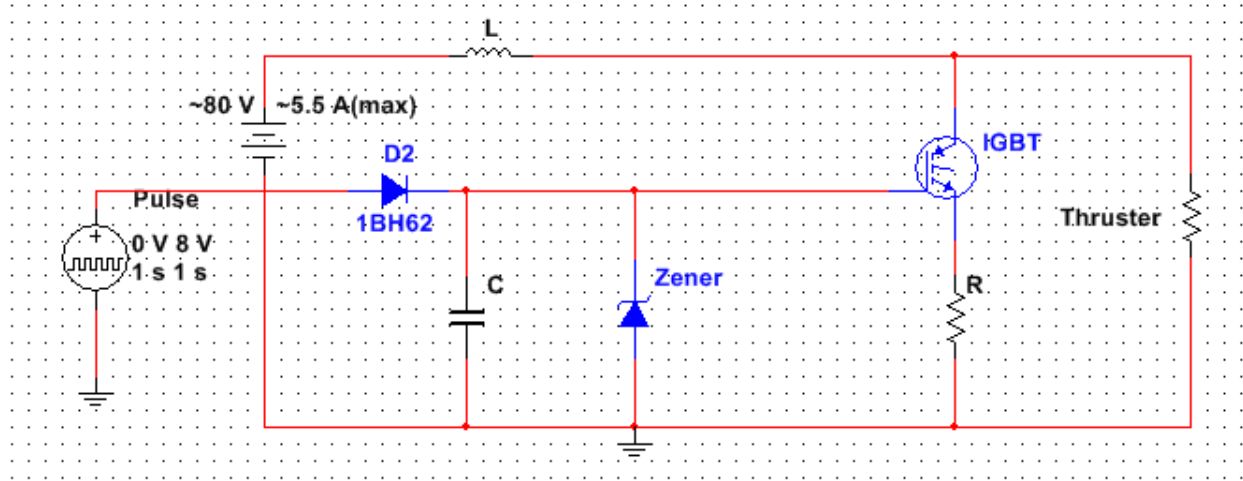 L
~80 V ~5.5 A(max)
D2
IGBT
Pulse
1BH62
Thruster
0 V 8 V
1 s 1 s
Zener
C
R